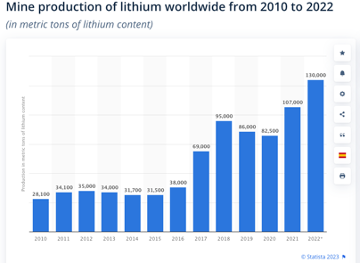 Mine production of lithium worldwide from 2010 to 2022
(in metric tons of lithium content)
Production in metric tons of lithium content
28,100
34,100
35,000
34,000
31,700
31,500
38,000
69,000
95,000
86,000
82,500
107,000
130,000
2010 2011 2012 2013 2014 2015 2016 2017 2018 2019 2020 2021 2022*
© Statista 2023